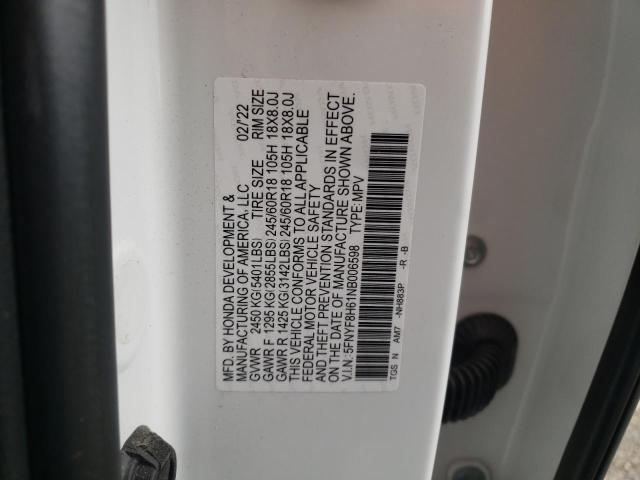 MFD. BY HONDA DEVELOPMENT &
MANUFACTURING OF AMERICA, LLC 02/22
GVWR 2450 KG(5401LBS) TIRE SIZE RIM SIZE
GAWR F 1295 KG(2855LBS)/245/60R18 105H 18X8.0J
GAWR R 1425 KG(3142LBS)/245/60R18 105H 18X8.0J
THIS VEHICLE CONFORMS TO ALL APPLICABLE
FEDERAL MOTOR VEHICLE SAFETY
AND THEFT PREVENTION STANDARDS IN EFFECT
ON THE DATE OF MANUFACTURE SHOWN ABOVE.
V.I.N.: 5FNYF8H61NB006598 TYPE: MPV
TGS N AM7 -NH883P -R -B